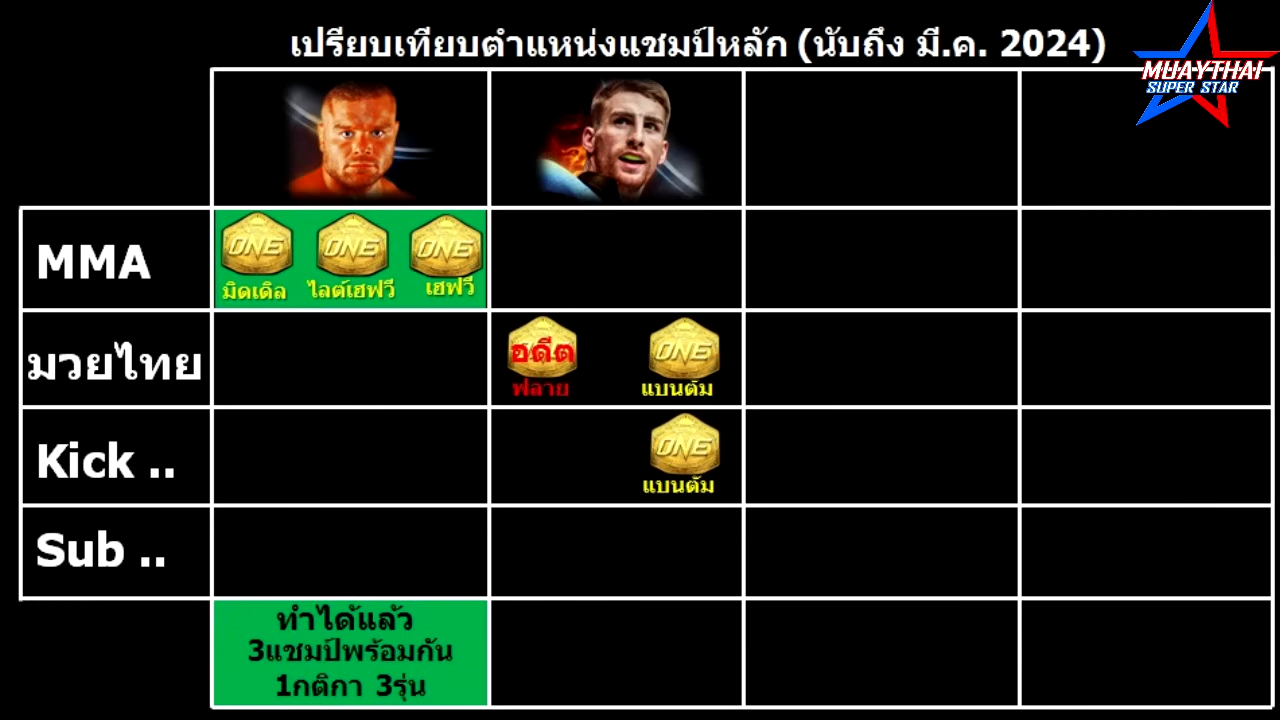 เปรียบเทียบตำแหน่งแชมป์หลัก (นับถึง มี.ค. 2024)
MUAYTHAI
SUPER STAR
MMA
ONE ONE ONE
มิดเดิล ไลต์เฮฟวี เฮฟวี
มวยไทย
อดีต ONE
ฟลาย แบนตัม
Kick ..
ONE
แบนตัม
Sub ..
ทำได้แล้ว
3แชมป์พร้อมกัน
1กติกา 3รุ่น